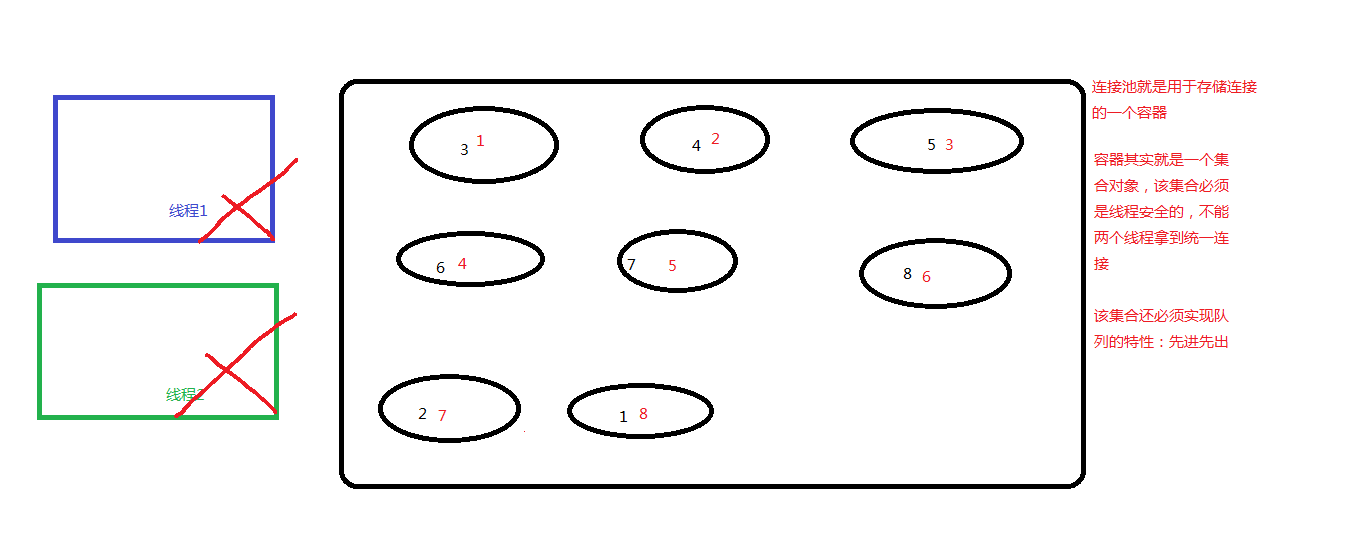 连接池就是用于存储连接
的一个容器
3 1
4 2
5 3
容器其实就是一个集
合对象，该集合必须
是线程安全的，不能
两个线程拿到统一连
接
线程1
6 4
7 5
8 6
该集合还必须实现队
列的特性：先进先出
线程2
2 7
1 8